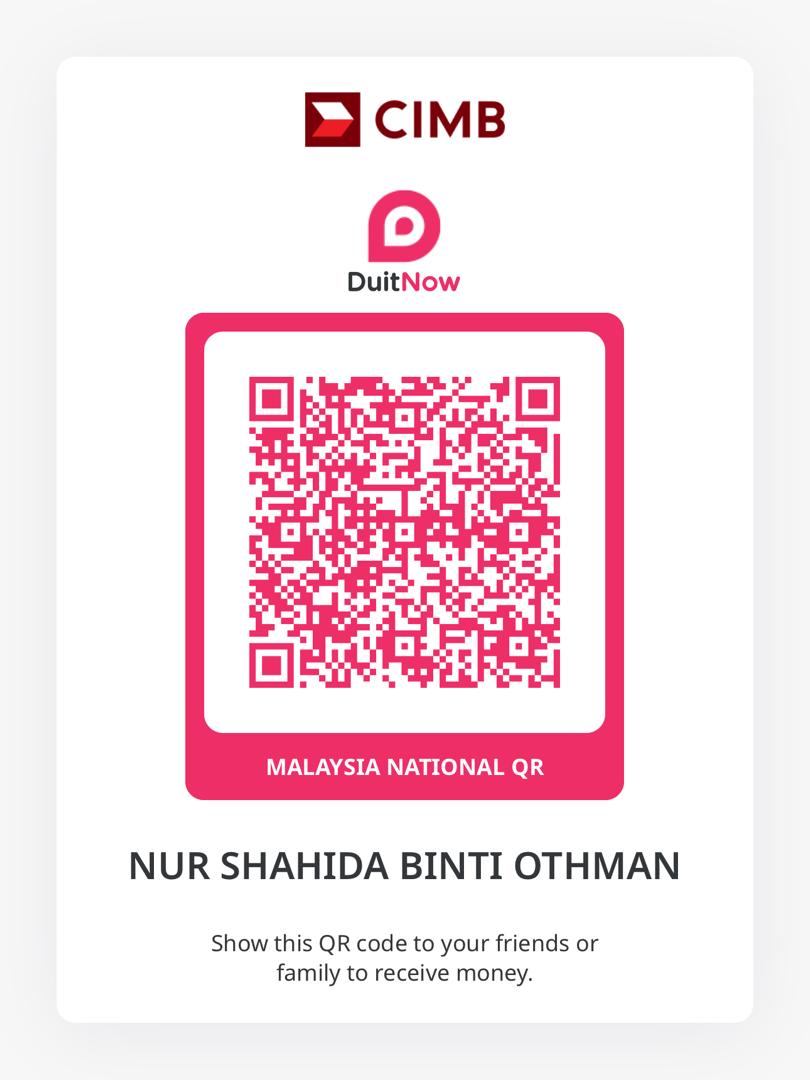 CIMB
DuitNow
MALAYSIA NATIONAL QR
NUR SHAHIDA BINTI OTHMAN
Show this QR code to your friends or
family to receive money.